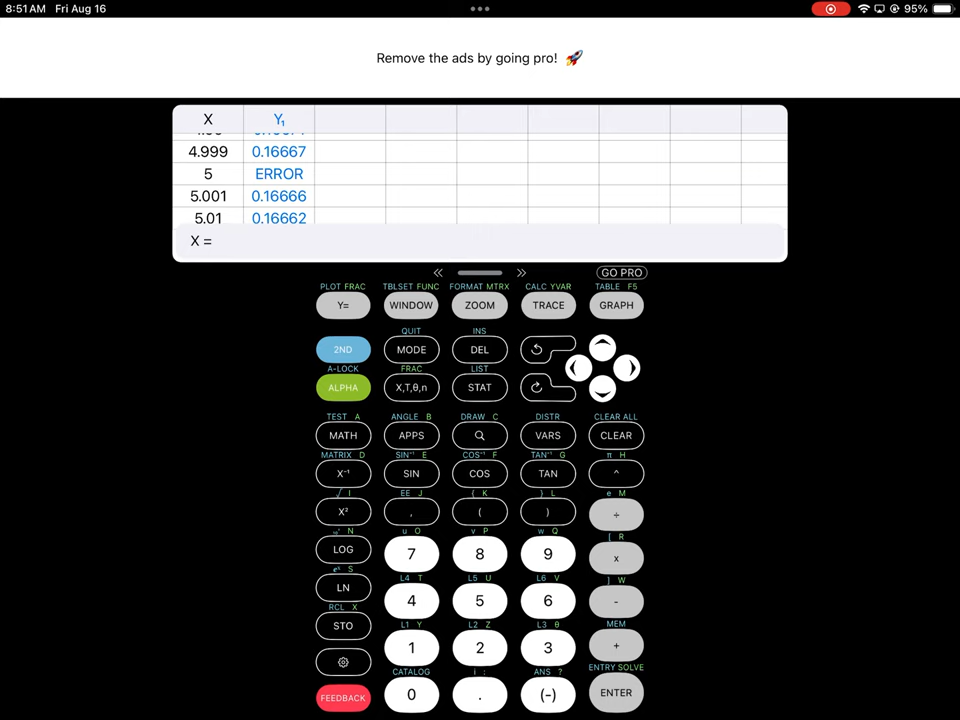 8:51 AM Fri Aug 16
95%
Remove the ads by going pro! 🚀
X Y₁
4.999 0.16667
5 ERROR
5.001 0.16666
5.01 0.16662
X =
« » GO PRO
PLOT FRAC TBLSET FUNC FORMAT MTRX CALC YVAR TABLE F5
Y= WINDOW ZOOM TRACE GRAPH
QUIT INS
2ND MODE DEL
A-LOCK FRAC LIST
ALPHA X,T,θ,n STAT
TEST A ANGLE B DRAW C DISTR CLEAR ALL
MATH APPS VARS CLEAR
MATRIX D SIN⁻¹ E COS⁻¹ F TAN⁻¹ G π H
X⁻¹ SIN COS TAN ^
√ I EE J { K } L e M
X² , ( ) ÷
N u O v P w Q [ R
LOG 7 8 9 x
eˣ S L4 T L5 U L6 V ] W
LN 4 5 6 -
RCL X L1 Y L2 Z L3 θ MEM
STO 1 2 3 +
CATALOG i : ANS ? ENTRY SOLVE
FEEDBACK 0 . (-) ENTER